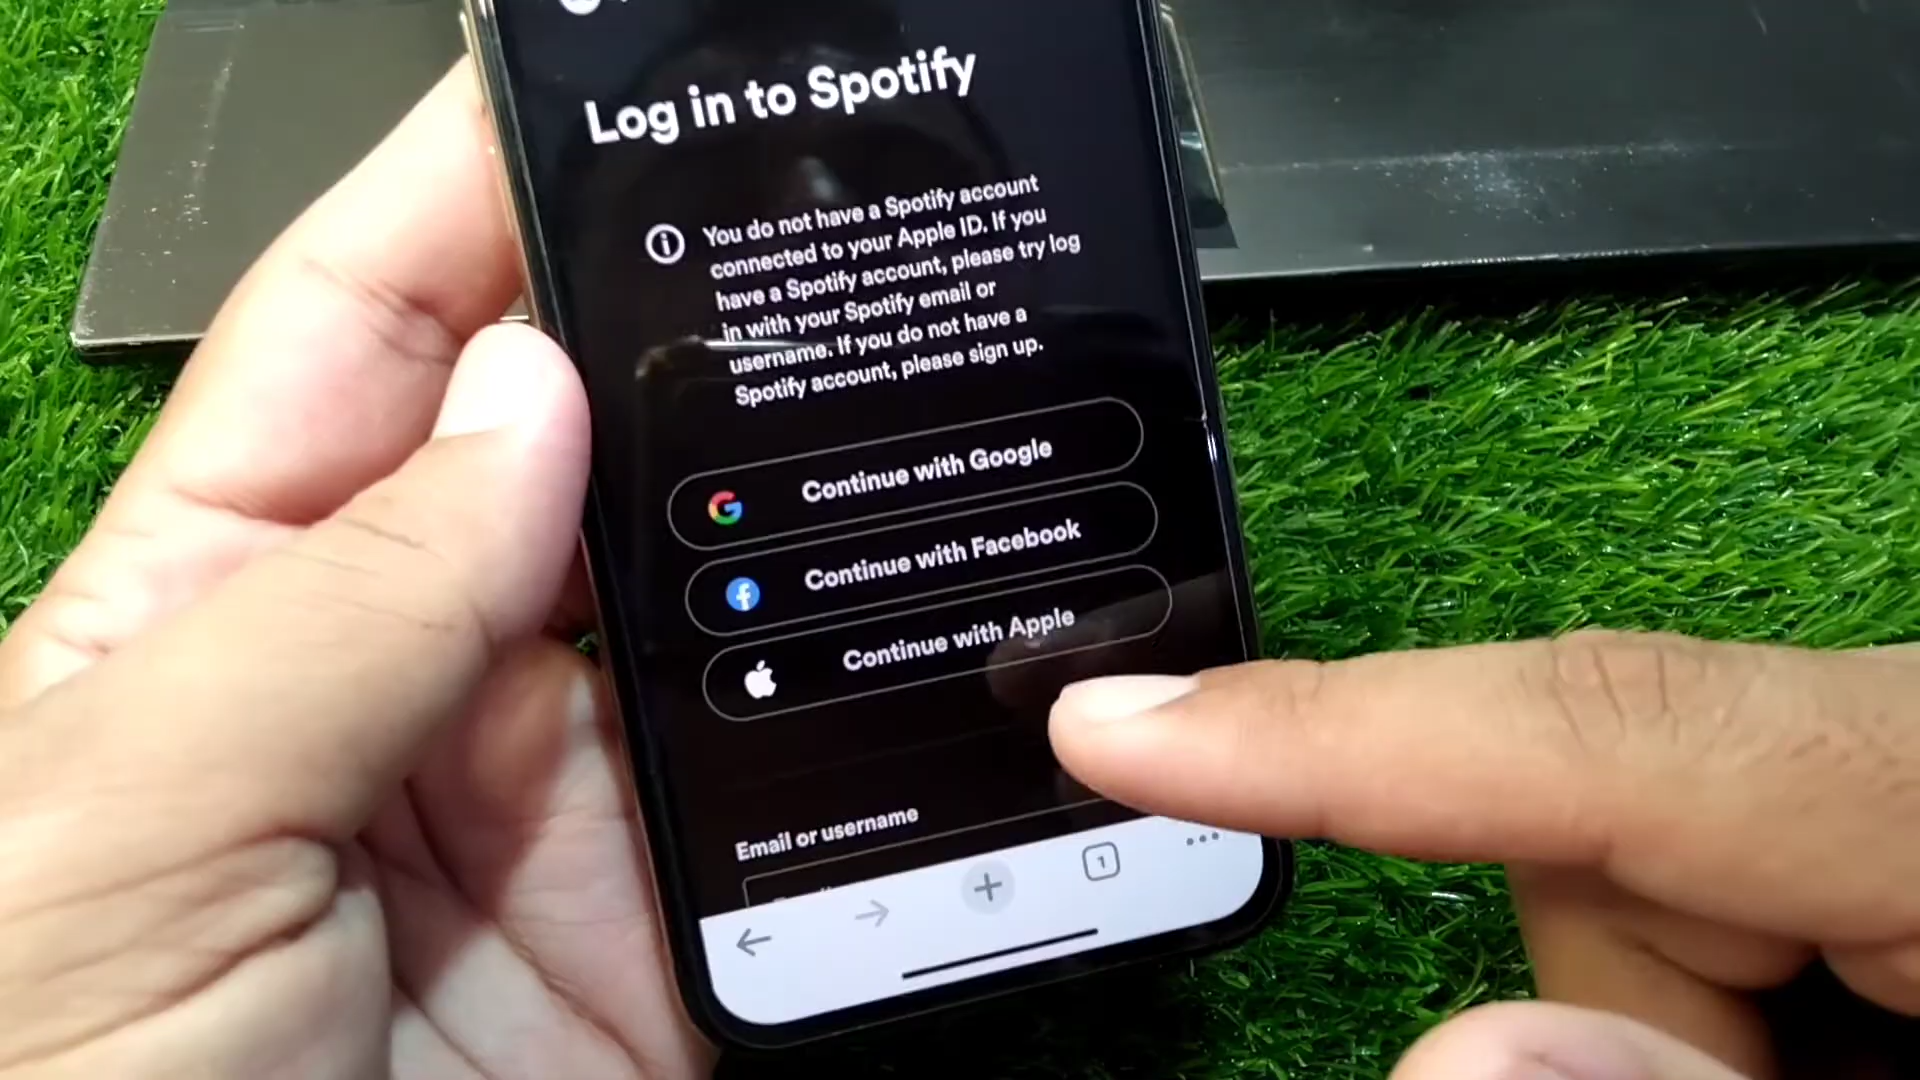 Log in to Spotify
You do not have a Spotify account
connected to your Apple ID. If you
have a Spotify account, please try log
in with your Spotify email or
username. If you do not have a
Spotify account, please sign up.
Continue with Google
Continue with Facebook
Continue with Apple
Email or username
1